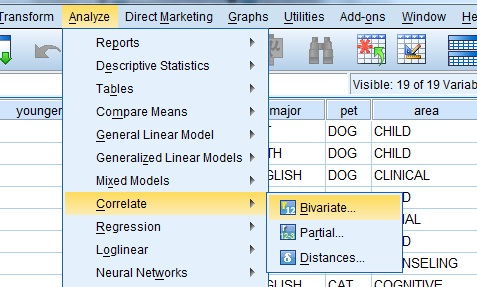 Transform Analyze Direct Marketing Graphs Utilities Add-ons Window He
Reports
Descriptive Statistics
Tables
Compare Means
General Linear Model
Generalized Linear Models
Mixed Models
Correlate
Regression
Loglinear
Neural Networks
Bivariate...
Partial...
Distances...
Visible: 19 of 19 Variab
younger major pet area
DOG CHILD
TH DOG CHILD
GLISH DOG CLINICAL
NSELING
GLISH CAT COGNITIVE